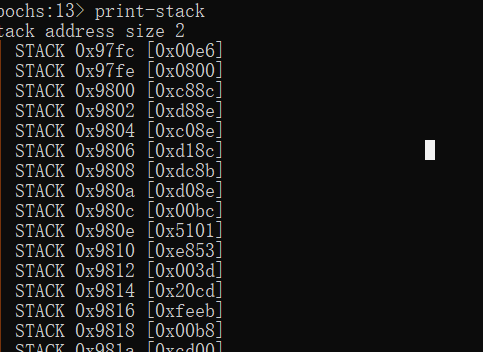 ochs:13> print-stack
tack address size 2
STACK 0x97fc [0x00e6]
STACK 0x97fe [0x0800]
STACK 0x9800 [0xc88c]
STACK 0x9802 [0xd88e]
STACK 0x9804 [0xc08e]
STACK 0x9806 [0xd18c]
STACK 0x9808 [0xdc8b]
STACK 0x980a [0xd08e]
STACK 0x980c [0x00bc]
STACK 0x980e [0x5101]
STACK 0x9810 [0xe853]
STACK 0x9812 [0x003d]
STACK 0x9814 [0x20cd]
STACK 0x9816 [0xfeeb]
STACK 0x9818 [0x00b8]
STACK 0x981a [0xcd00]